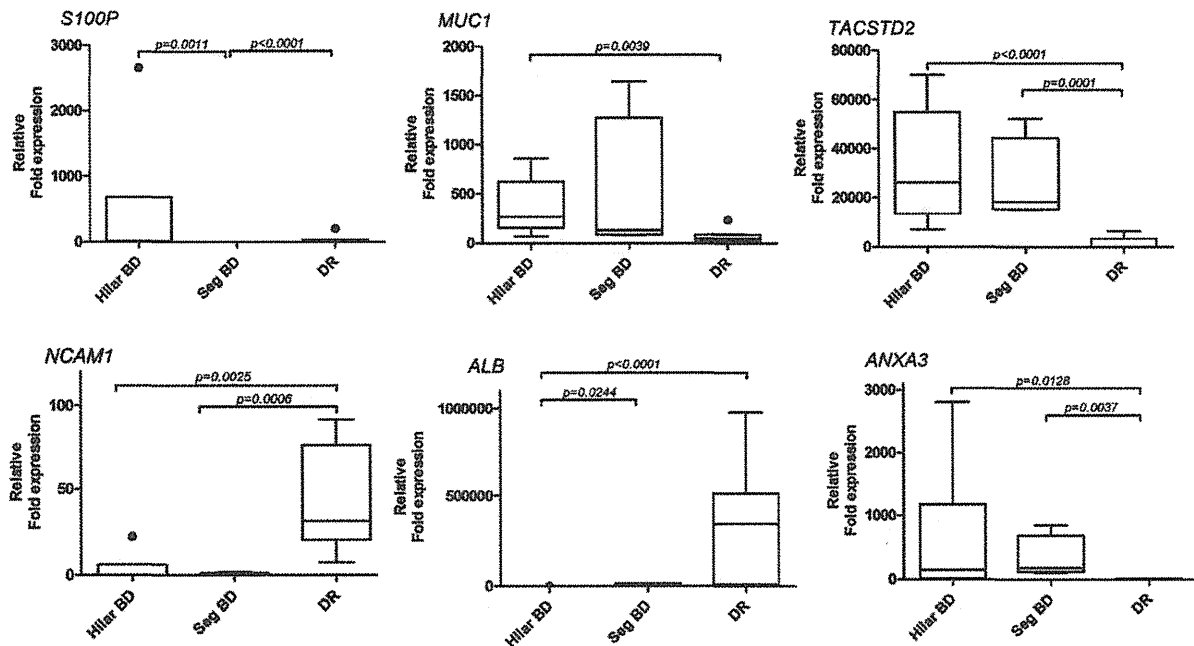 S100P
Relative
Fold expression
3000
2000
1000
0
p=0.0011
p<0.0001
Hilar BD
Seg BD
DR
MUC1
Relative
Fold expression
2000
1500
1000
500
0
p=0.0039
Hilar BD
Seg BD
DR
TACSTD2
Relative
Fold expression
80000
60000
40000
20000
0
p<0.0001
p=0.0001
Hilar BD
Seg BD
DR
NCAM1
Relative
Fold expression
100
50
0
p=0.0025
p=0.0006
Hilar BD
Seg BD
DR
ALB
Relative
Fold expression
1000000
500000
0
p<0.0001
p=0.0244
Hilar BD
Seg BD
DR
ANXA3
Relative
Fold expression
3000
2000
1000
0
p=0.0128
p=0.0037
Hilar BD
Seg BD
DR